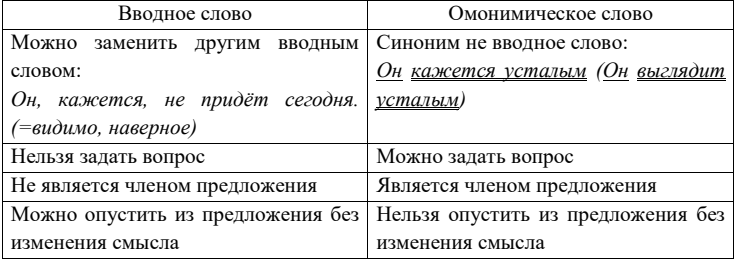 Вводное слово
Омонимическое слово
Можно заменить другим вводным
словом:
Он, кажется, не придёт сегодня.
(=видимо, наверное)
Синоним не вводное слово:
Он кажется усталым (Он выглядит
усталым)
Нельзя задать вопрос
Можно задать вопрос
Не является членом предложения
Является членом предложения
Можно опустить из предложения без
изменения смысла
Нельзя опустить из предложения без
изменения смысла